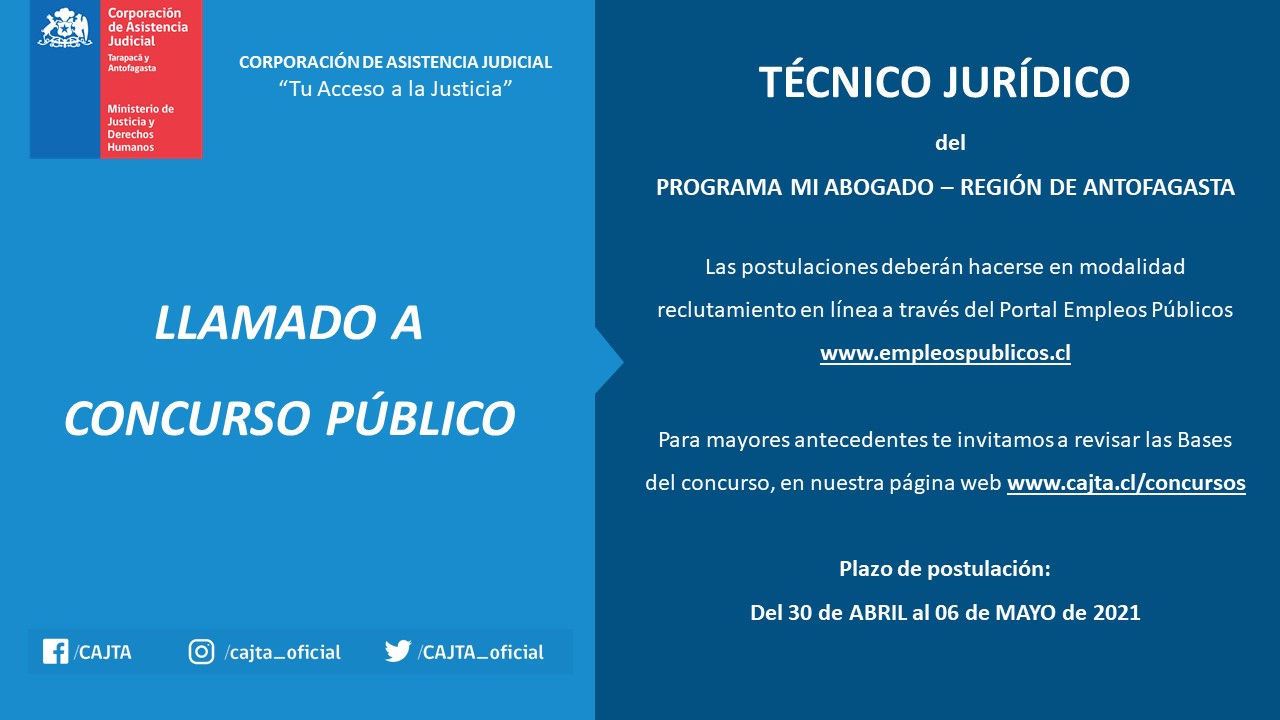 Corporación
de Asistencia
Judicial
Tarapacá y
Antofagasta
Ministerio de
Justicia y
Derechos
Humanos
CORPORACIÓN DE ASISTENCIA JUDICIAL
“Tu Acceso a la Justicia”
LLAMADO A
CONCURSO PÚBLICO
/CAJTA
/cajta_oficial
/CAJTA_oficial
TÉCNICO JURÍDICO
del
PROGRAMA MI ABOGADO – REGIÓN DE ANTOFAGASTA
Las postulaciones deberán hacerse en modalidad
reclutamiento en línea a través del Portal Empleos Públicos
www.empleospublicos.cl
Para mayores antecedentes te invitamos a revisar las Bases
del concurso, en nuestra página web www.cajta.cl/concursos
Plazo de postulación:
Del 30 de ABRIL al 06 de MAYO de 2021